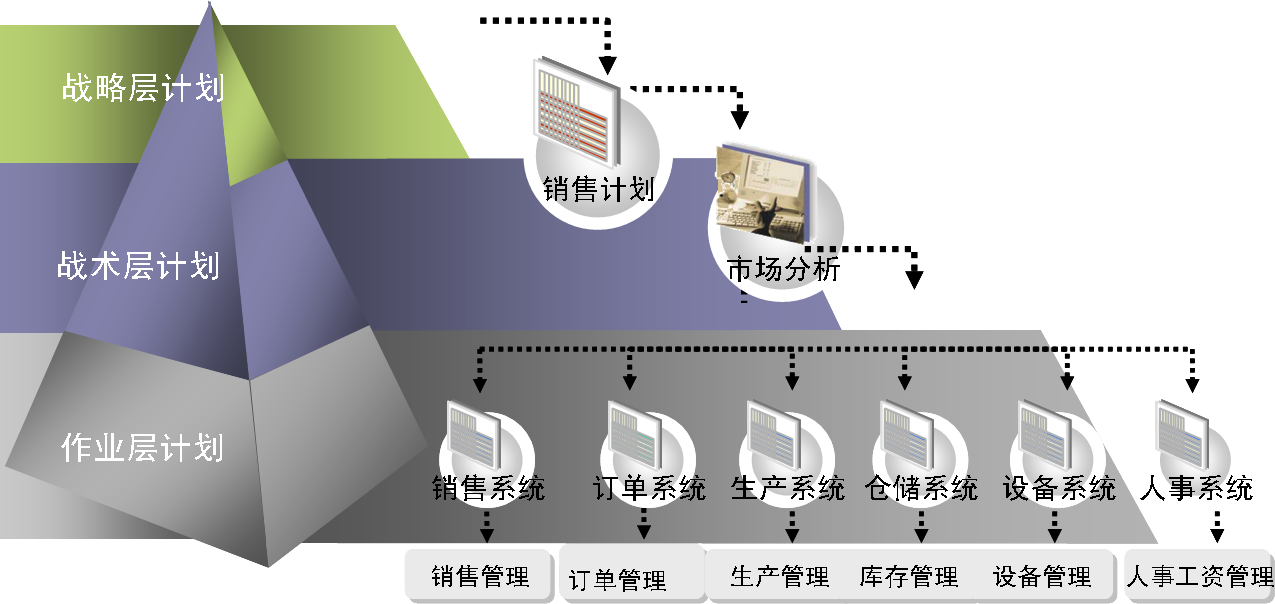 战略层计划
销售计划
战术层计划
市场分析
作业层计划
销售系统
订单系统
生产系统
仓储系统
设备系统
人事系统
销售管理
订单管理
生产管理
库存管理
设备管理
人事工资管理